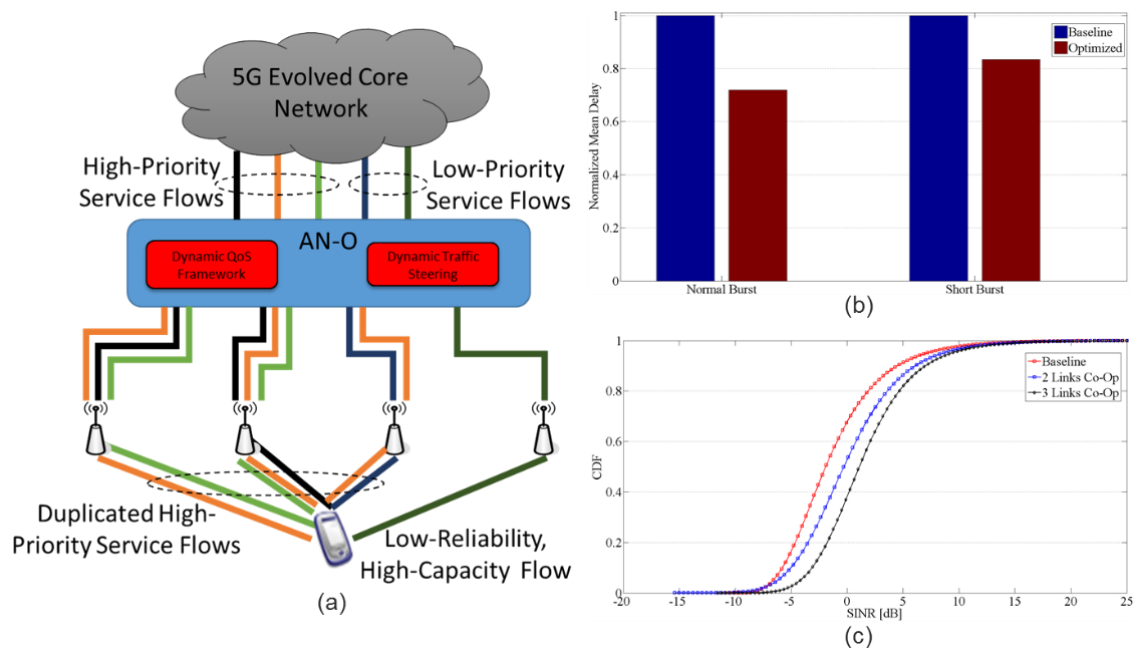 5G Evolved Core
Network
High-Priority
Service Flows
Low-Priority
Service Flows
AN-O
Dynamic QoS
Framework
Dynamic Traffic
Steering
Duplicated High-
Priority Service Flows
Low-Reliability,
High-Capacity Flow
(a)
Normalized Mean Delay
1
0.8
0.6
0.4
0.2
0
Baseline
Optimized
Normal Burst
Short Burst
(b)
CDF
1
0.8
0.6
0.4
0.2
0
Baseline
2 Links Co-Op
3 Links Co-Op
-20 -15 -10 -5 0 5 10 15 20 25
SINR [dB]
(c)